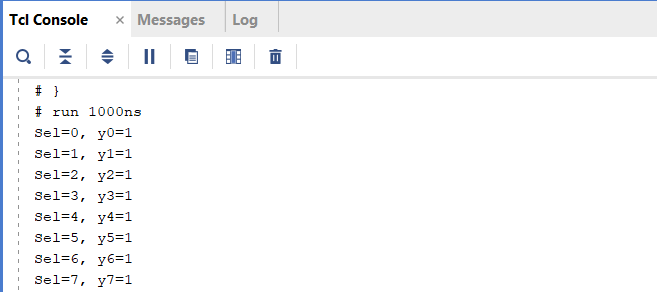 Tcl Console × Messages Log
# }
# run 1000ns
Sel=0, y0=1
Sel=1, y1=1
Sel=2, y2=1
Sel=3, y3=1
Sel=4, y4=1
Sel=5, y5=1
Sel=6, y6=1
Sel=7, y7=1